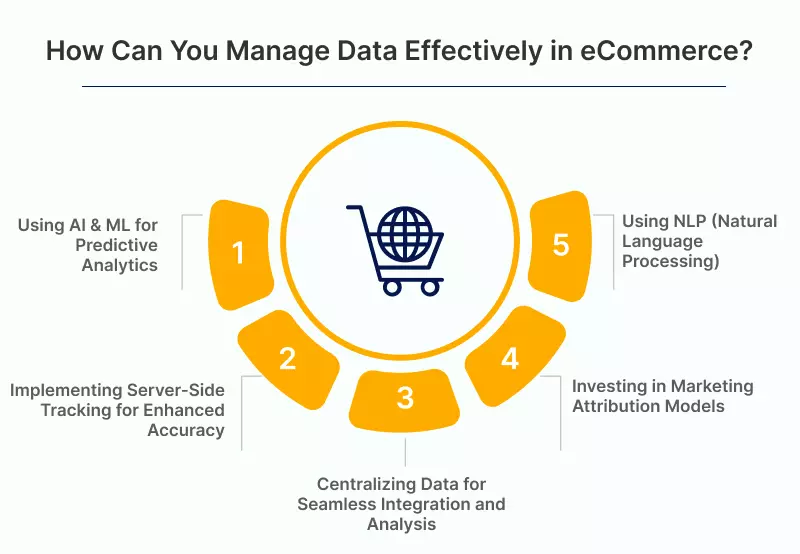 How Can You Manage Data Effectively in eCommerce?
1
Using AI & ML for
Predictive
Analytics
2
Implementing Server-Side
Tracking for Enhanced
Accuracy
3
Centralizing Data for
Seamless Integration and
Analysis
4
Investing in Marketing
Attribution Models
5
Using NLP (Natural
Language
Processing)